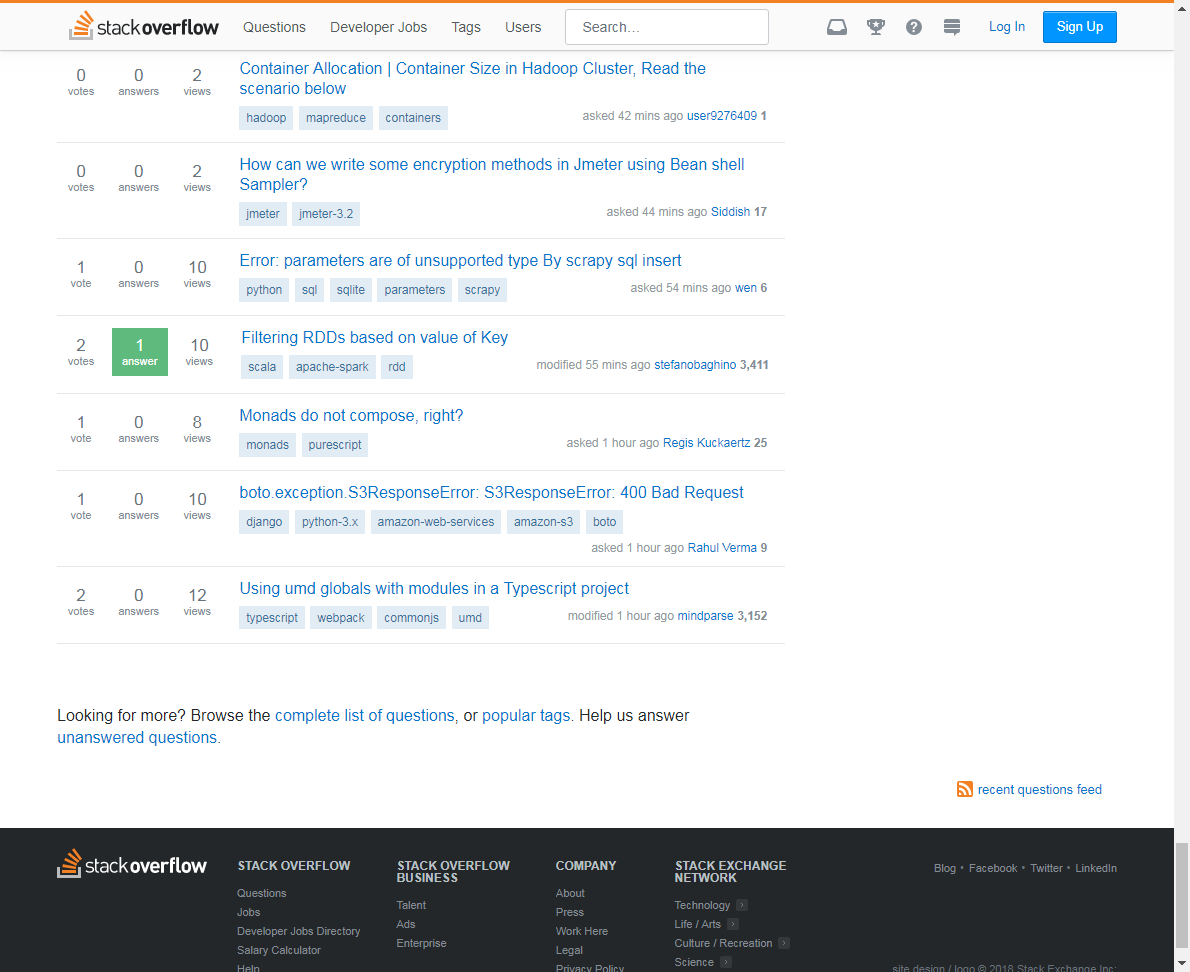 stackoverflow Questions Developer Jobs Tags Users Search... Log In Sign Up
0 votes 0 answers 2 views
Container Allocation | Container Size in Hadoop Cluster, Read the
scenario below
hadoop mapreduce containers
asked 42 mins ago user9276409 1
0 votes 0 answers 2 views
How can we write some encryption methods in Jmeter using Bean shell
Sampler?
jmeter jmeter-3.2
asked 44 mins ago Siddish 17
1 vote 0 answers 10 views
Error: parameters are of unsupported type By scrapy sql insert
python sql sqlite parameters scrapy
asked 54 mins ago wen 6
2 votes 1 answer 10 views
Filtering RDDs based on value of Key
scala apache-spark rdd
modified 55 mins ago stefanobaghino 3,411
1 vote 0 answers 8 views
Monads do not compose, right?
monads purescript
asked 1 hour ago Regis Kuckaertz 25
1 vote 0 answers 10 views
boto.exception.S3ResponseError: S3ResponseError: 400 Bad Request
django python-3.x amazon-web-services amazon-s3 boto
asked 1 hour ago Rahul Verma 9
2 votes 0 answers 12 views
Using umd globals with modules in a Typescript project
typescript webpack commonjs umd
modified 1 hour ago mindparse 3,152
Looking for more? Browse the complete list of questions, or popular tags. Help us answer
unanswered questions.
recent questions feed
stackoverflow
STACK OVERFLOW
Questions
Jobs
Developer Jobs Directory
Salary Calculator
Help
STACK OVERFLOW
BUSINESS
Talent
Ads
Enterprise
COMPANY
About
Press
Work Here
Legal
Privacy Policy
STACK EXCHANGE
NETWORK
Technology
Life / Arts
Culture / Recreation
Science
Blog • Facebook • Twitter • LinkedIn
site design / logo © 2018 Stack Exchange Inc;